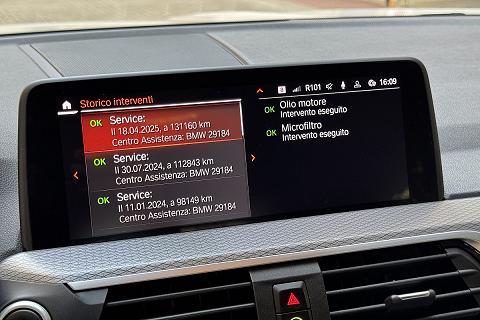 Storico interventi
R101
16:09
OK Service:
Il 18.04.2025, a 131160 km
Centro Assistenza: BMW 29184
OK Service:
Il 30.07.2024, a 112843 km
Centro Assistenza: BMW 29184
OK Service:
Il 11.01.2024, a 98149 km
Centro Assistenza: BMW 29184
OK Olio motore
Intervento eseguito
OK Microfiltro
Intervento eseguito